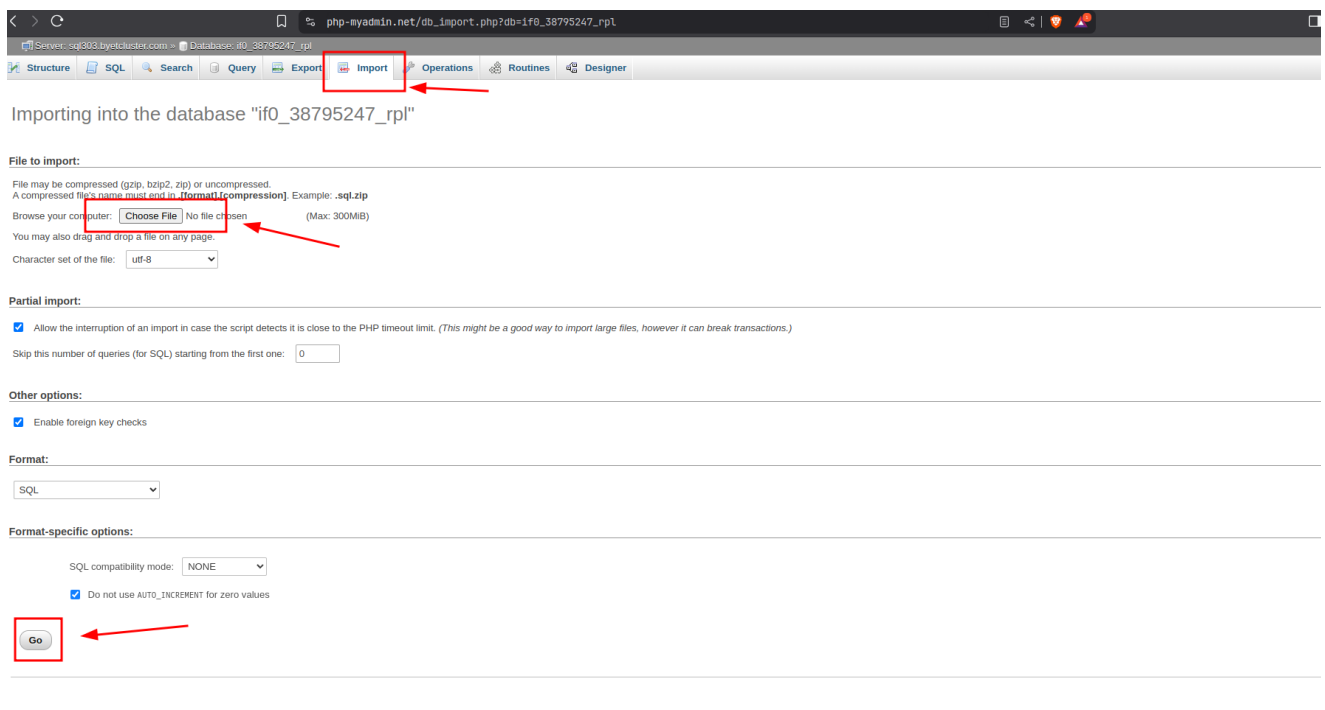 php-myadmin.net/db_import.php?db=if0_38795247_rpl
Server: sql303.byetcluster.com » Database: if0_38795247_rpl
Structure SQL Search Query Export Import Operations Routines Designer
Importing into the database "if0_38795247_rpl"
File to import:
File may be compressed (gzip, bzip2, zip) or uncompressed.
A compressed file's name must end in .[format].[compression]. Example: .sql.zip
Browse your computer: Choose File No file chosen (Max: 300MiB)
You may also drag and drop a file on any page.
Character set of the file: utf-8
Partial import:
Allow the interruption of an import in case the script detects it is close to the PHP timeout limit. (This might be a good way to import large files, however it can break transactions.)
Skip this number of queries (for SQL) starting from the first one: 0
Other options:
Enable foreign key checks
Format:
SQL
Format-specific options:
SQL compatibility mode: NONE
Do not use AUTO_INCREMENT for zero values
Go